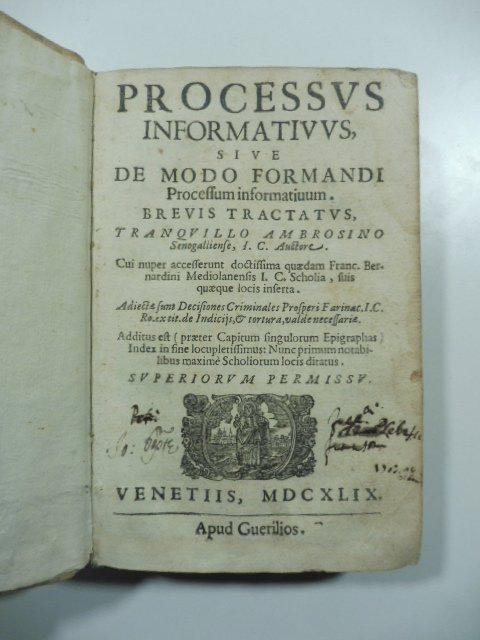 PROCESSVS
INFORMATIVVS,
SIVE
DE MODO FORMANDI
Processum informatiuum.
BREVIS TRACTATVS,
TRANQVILLO AMBROSINO
Senogalliense, I. C. Auctore.
Cui nuper accesserunt doctissima quædam Franc. Ber-
nardini Mediolanensis I. C. Scholia, suis
quæque locis inserta.
Adiectæ sunt Decisiones Criminales Prosperi Farinac. I.C.
Ro. ex tit. de Indicijs, & tortura, valde necessariæ.
Additus est (præter Capitum singulorum Epigraphas)
Index in fine locupletissimus: Nunc primum notabi-
libus maximè Scholiorum locis ditatus.
SVPERIORVM PERMISSV.
VENETIIS, MDCXLIX.
Apud Guerilios.